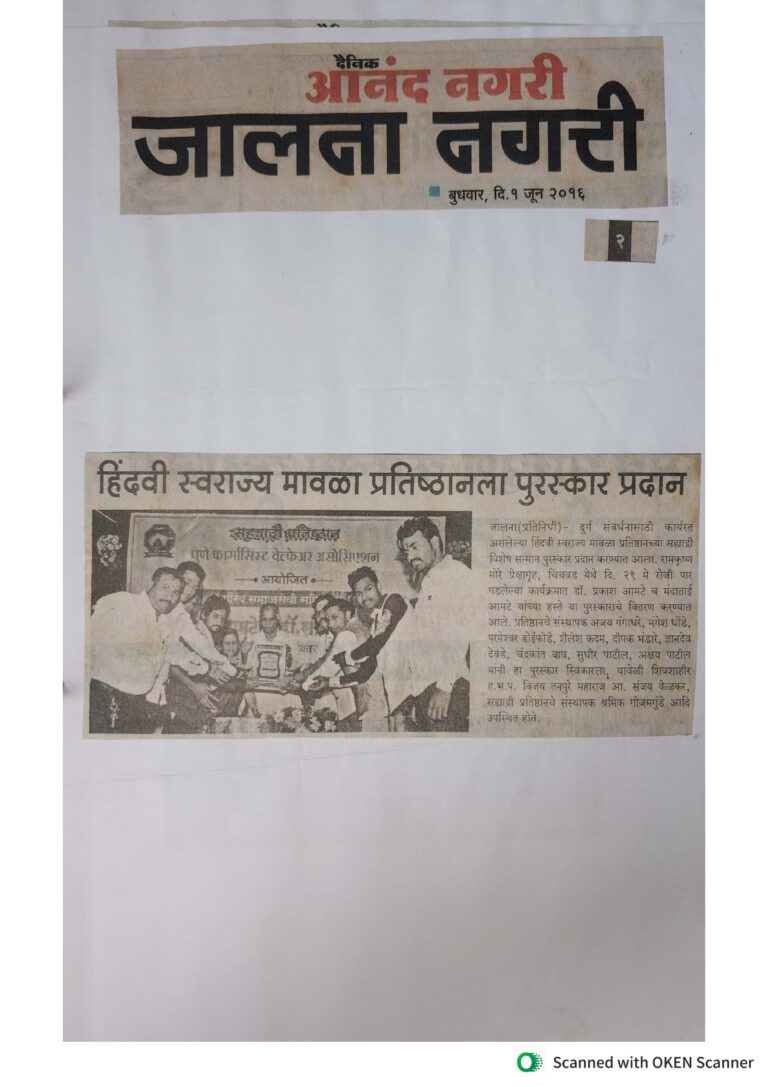 दैनिक
आनंद नगरी
जालना नगरी
बुधवार, दि.१ जून २०१६
२
हिंदवी स्वराज्य मावळा प्रतिष्ठानला पुरस्कार प्रदान
सह्याद्री प्रतिष्ठान
पुणे फार्मासिस्ट वेल्फेअर असोसिएशन
आयोजित
जालना(प्रतिनिधी)– दुर्ग संवर्धनासाठी कार्यरत
असलेल्या हिंदवी स्वराज्य मावळा प्रतिष्ठानच्या सह्याद्री
विशेष सन्मान पुरस्कार प्रदान करण्यात आला. रामकृष्ण
मोरे प्रेक्षागृह, चिंचवड येथे दि. २९ मे रोजी पार
पडलेल्या कार्यक्रमात डॉ. प्रकाश आमटे व मंदाताई
आमटे यांच्या हस्ते या पुरस्काराचे वितरण करण्यात
आले. प्रतिष्ठानचे संस्थापक अजय गंगाधरे, मंगेश धोंडे,
परमेश्वर डोईफोडे, शैलेश कदम, दीपक भंडारे, ज्ञानदेव
देवडे, चंद्रकांत वाघ, सुधीर पाटील, अक्षय पाटील
यांनी हा पुरस्कार स्विकारला, यावेळी शिवशाहीर
ह.भ.प. विजय तनपुरे महाराज आ. संजय केळकर,
सह्याद्री प्रतिष्ठानचे संस्थापक श्रमिक गोजमगुंडे आदि
उपस्थित होते.
Scanned with OKEN Scanner